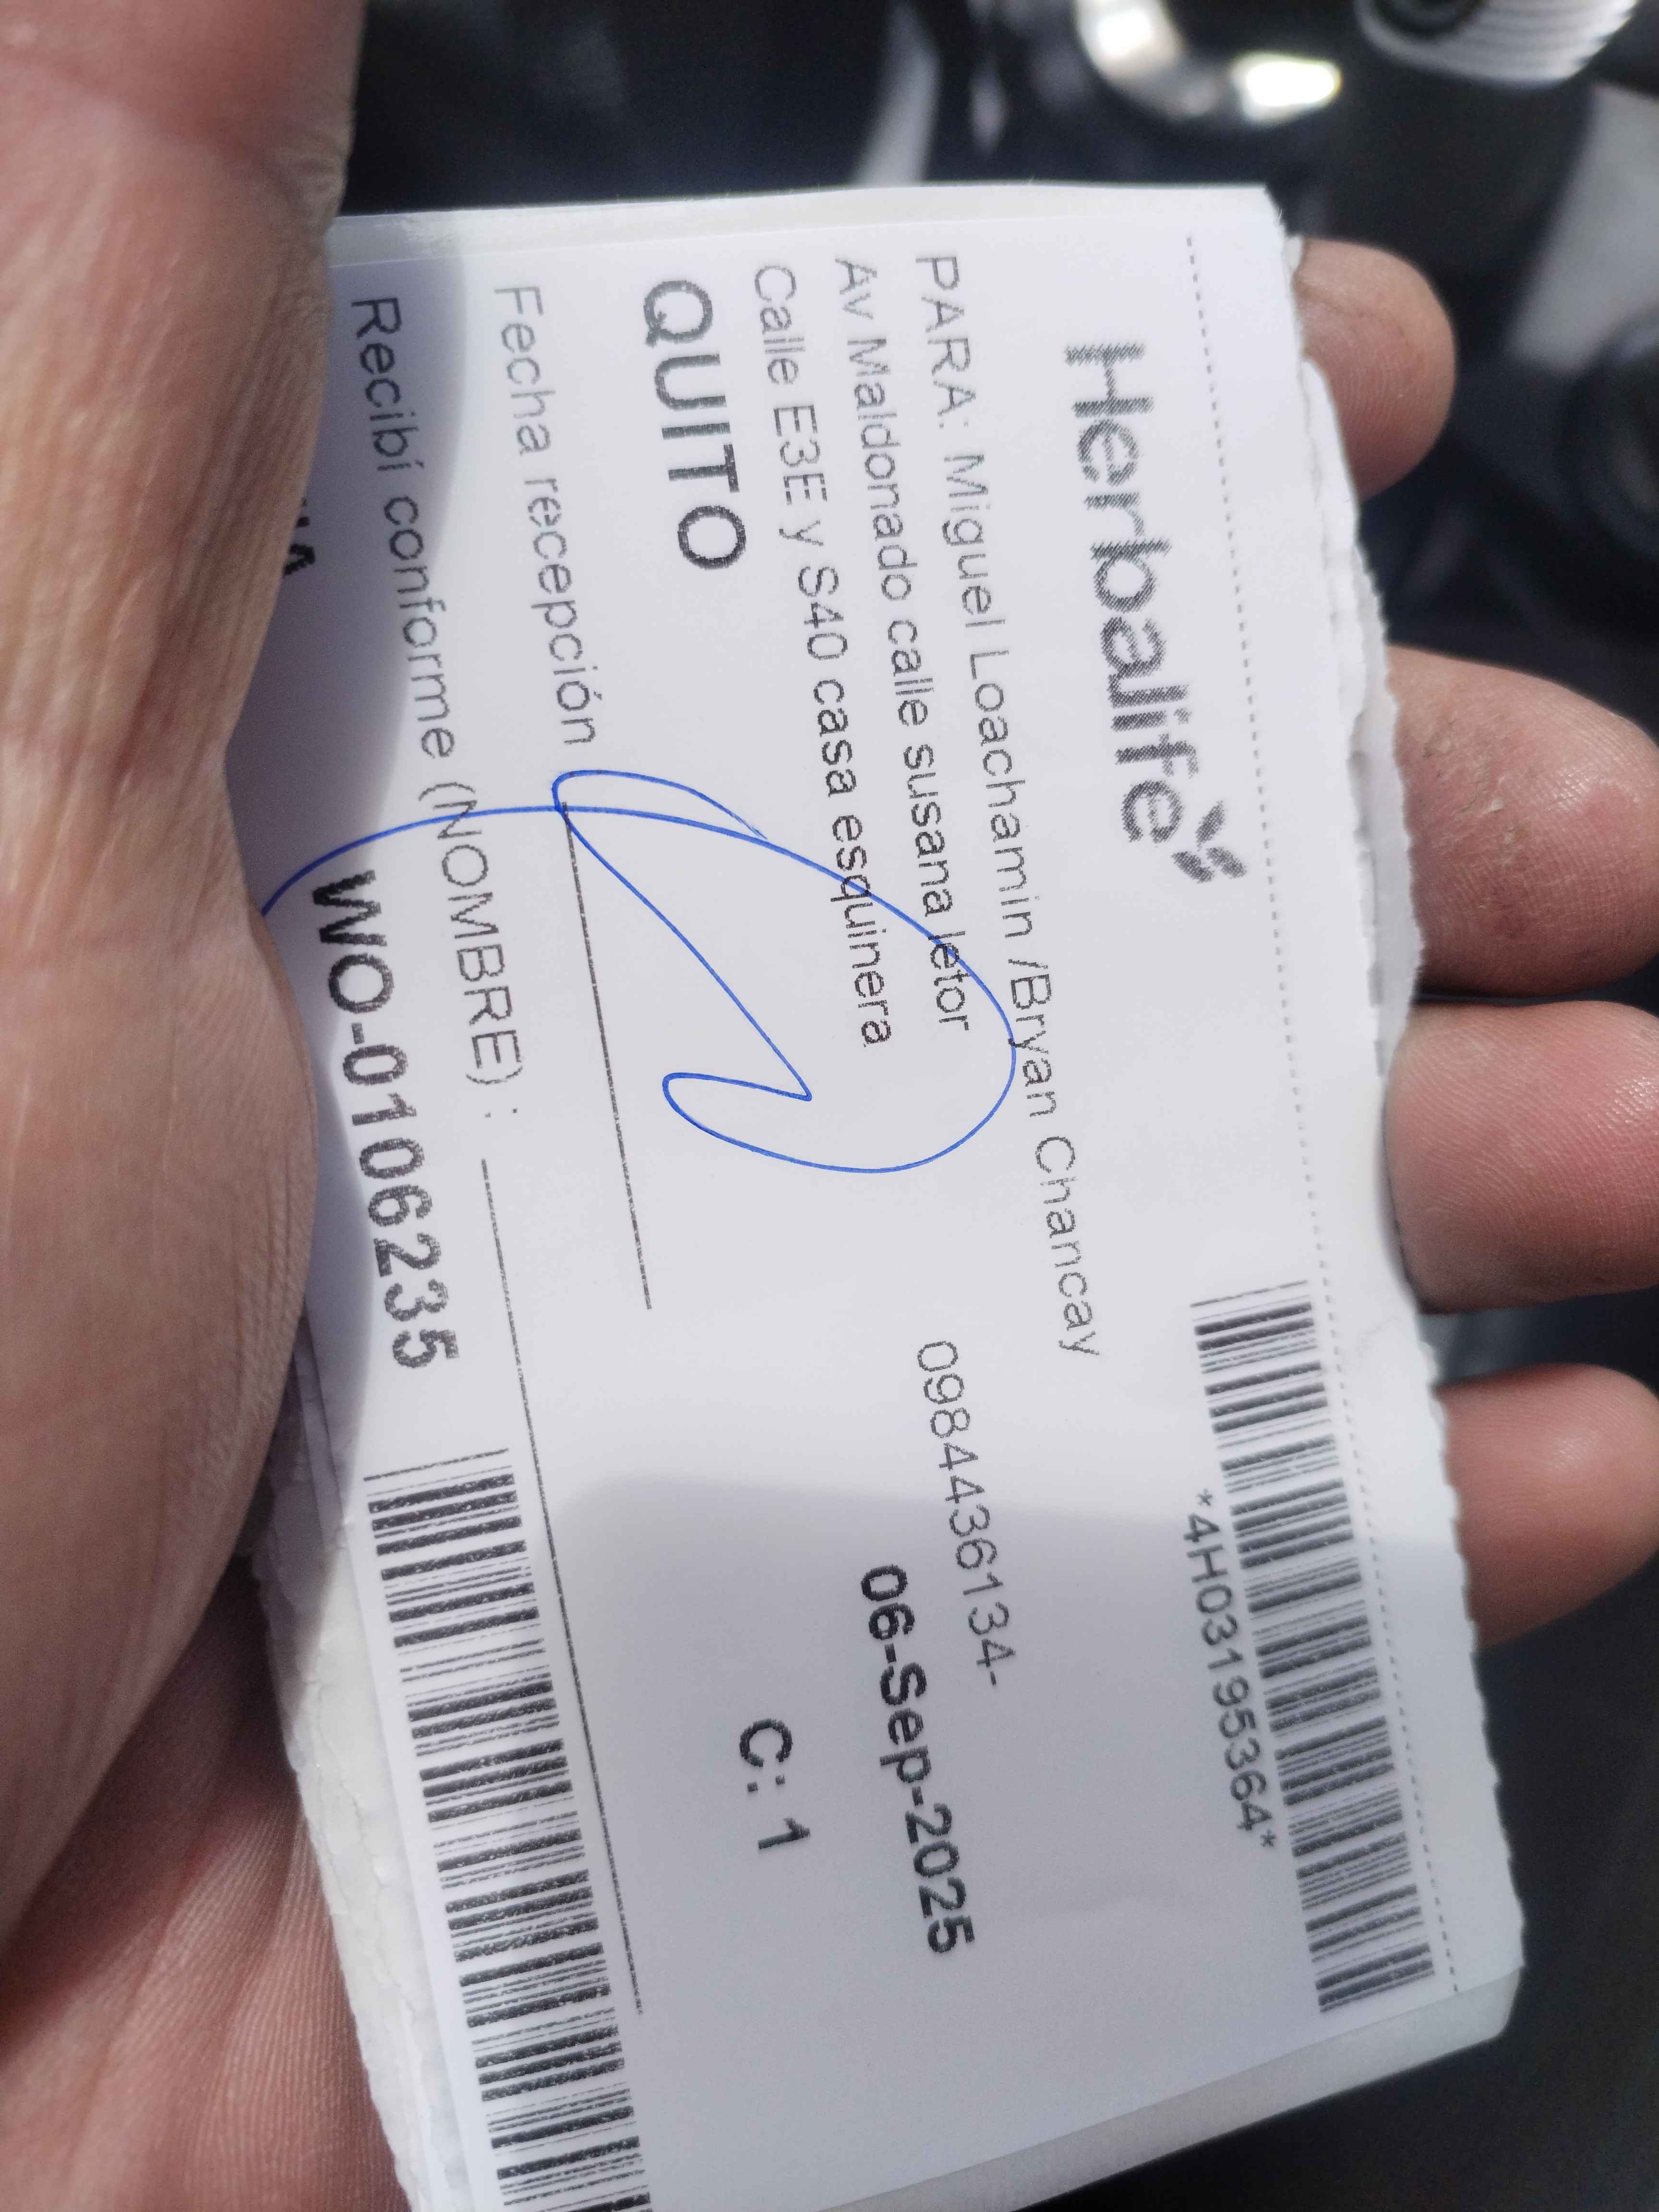 Herbalife
*4H03195364*
PARA: Miguel Loachamin /Bryan Chancay
Av Maldonado calle susana letor 0984436134-
Calle E3E y S40 casa esquinera 06-Sep-2025
QUITO C: 1
Fecha recepción
Recibí conforme (NOMBRE) :
WO-0106235